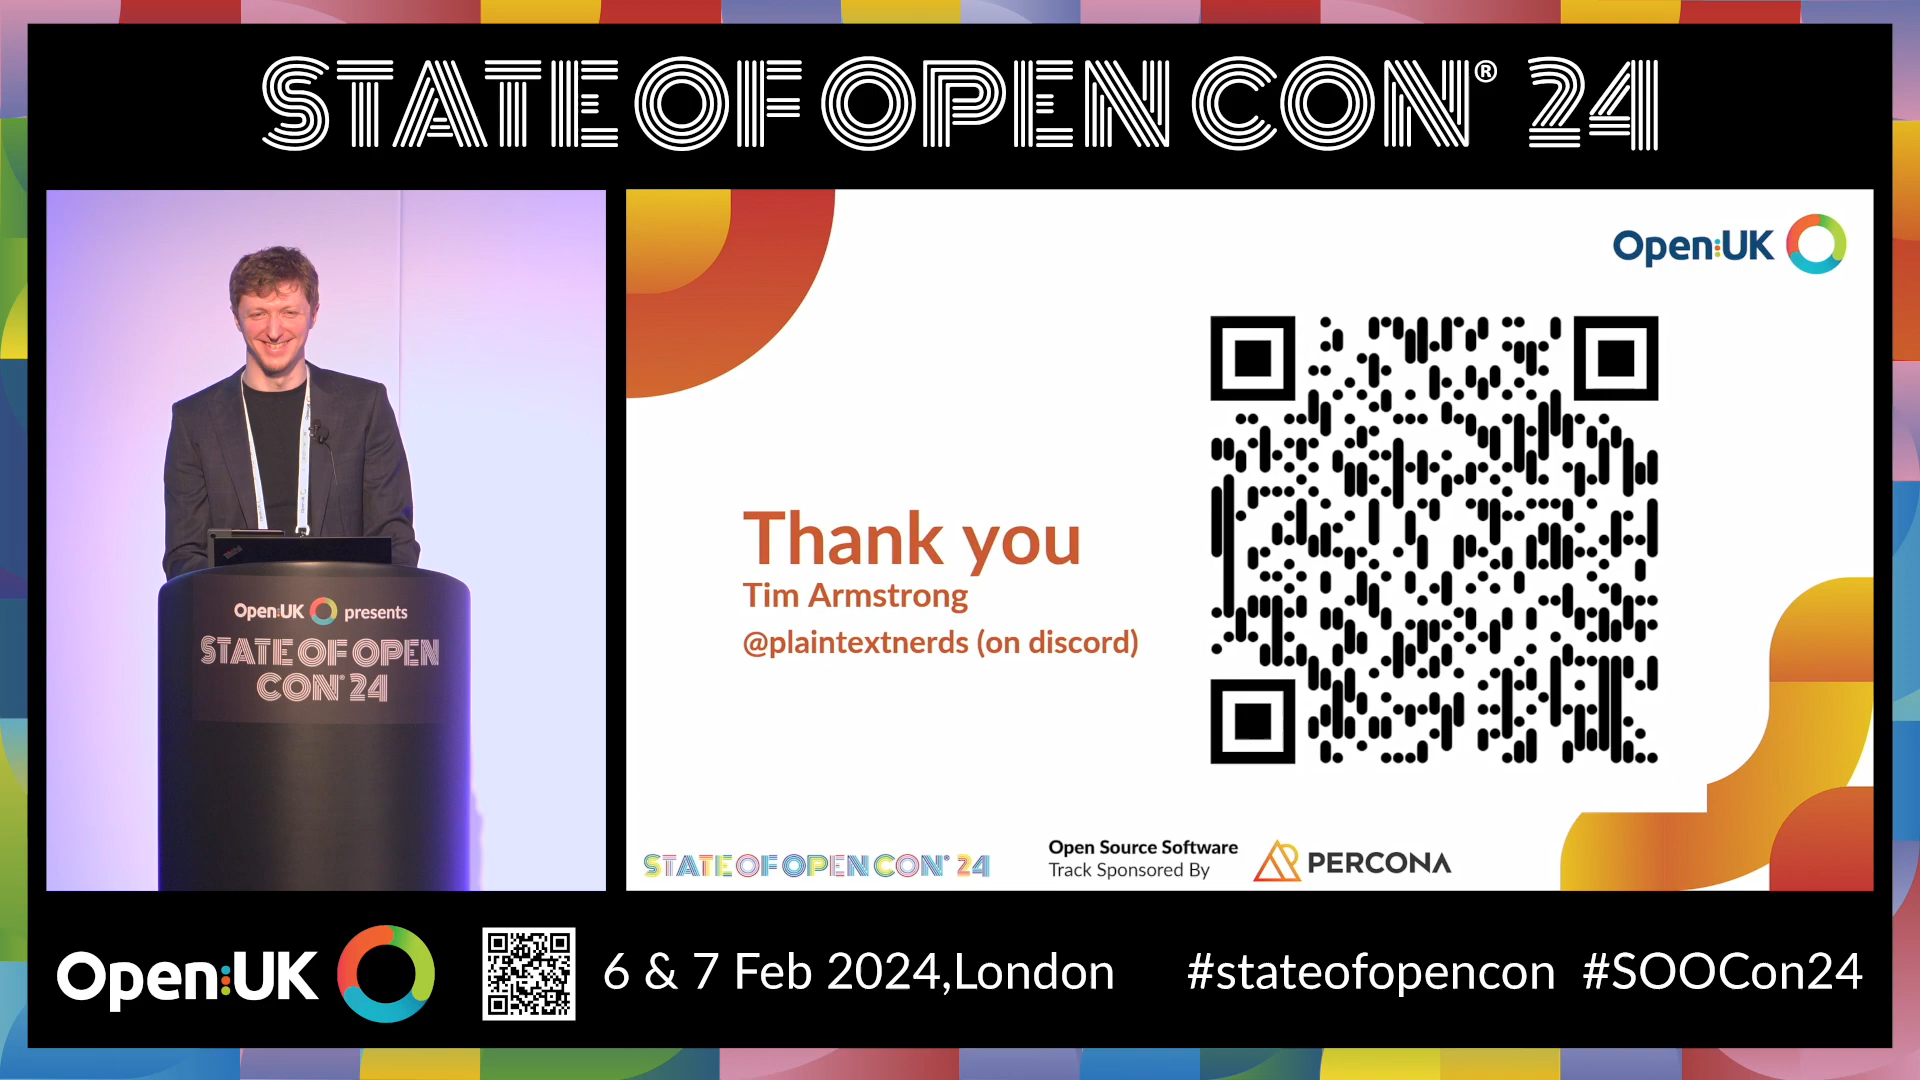 STATE OF OPEN CON® 24
Open:UK
Thank you
Tim Armstrong
@plaintextnerds (on discord)
Open:UK presents
STATE OF OPEN
CON® 24
STATE OF OPEN CON® 24
Open Source Software
Track Sponsored By
PERCONA
Open:UK
6 & 7 Feb 2024,London
#stateofopencon #SOOCon24